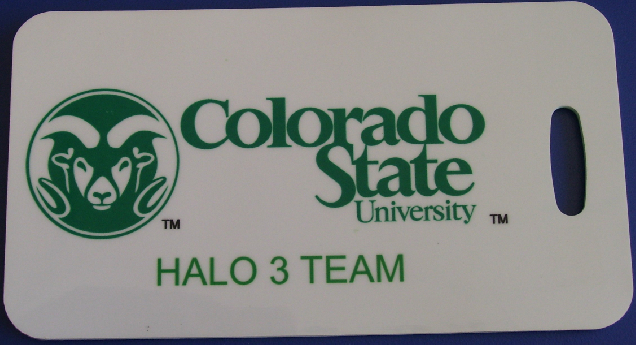 Colorado
State
University ™
™
HALO 3 TEAM